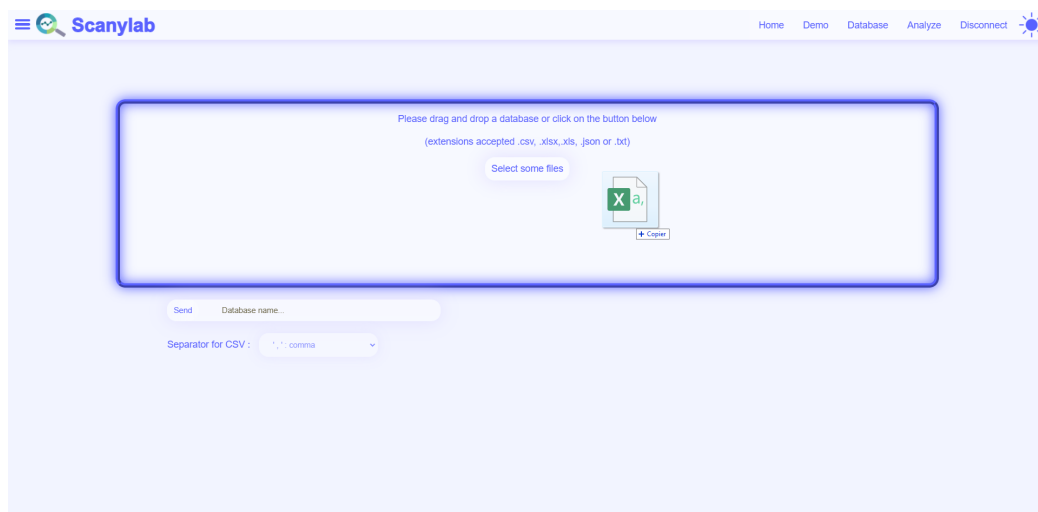 Scanylab
Home Demo Database Analyze Disconnect
Please drag and drop a database or click on the button below
(extensions accepted .csv, .xlsx,.xls, .json or .txt)
Select some files
X a,
+ Copier
Send Database name...
Separator for CSV : ' , ' : comma